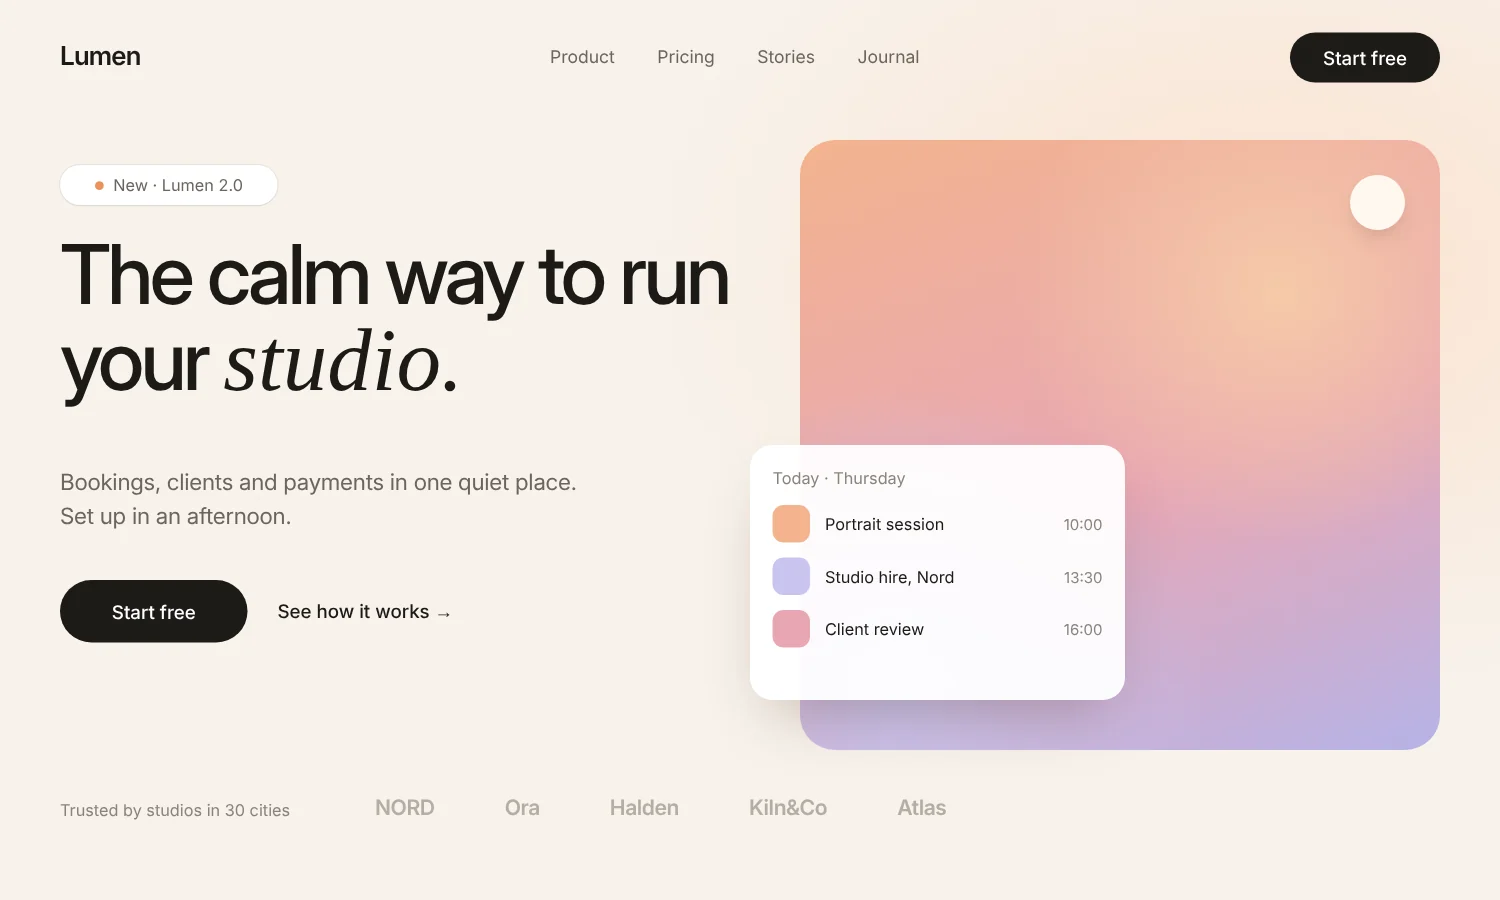 Lumen
Product
Pricing
Stories
Journal
Start free
New · Lumen 2.0
The calm way to run
your studio.
Bookings, clients and payments in one quiet place.
Set up in an afternoon.
Start free
See how it works →
Today · Thursday
Portrait session 10:00
Studio hire, Nord 13:30
Client review 16:00
Trusted by studios in 30 cities
NORD
Ora
Halden
Kiln&Co
Atlas